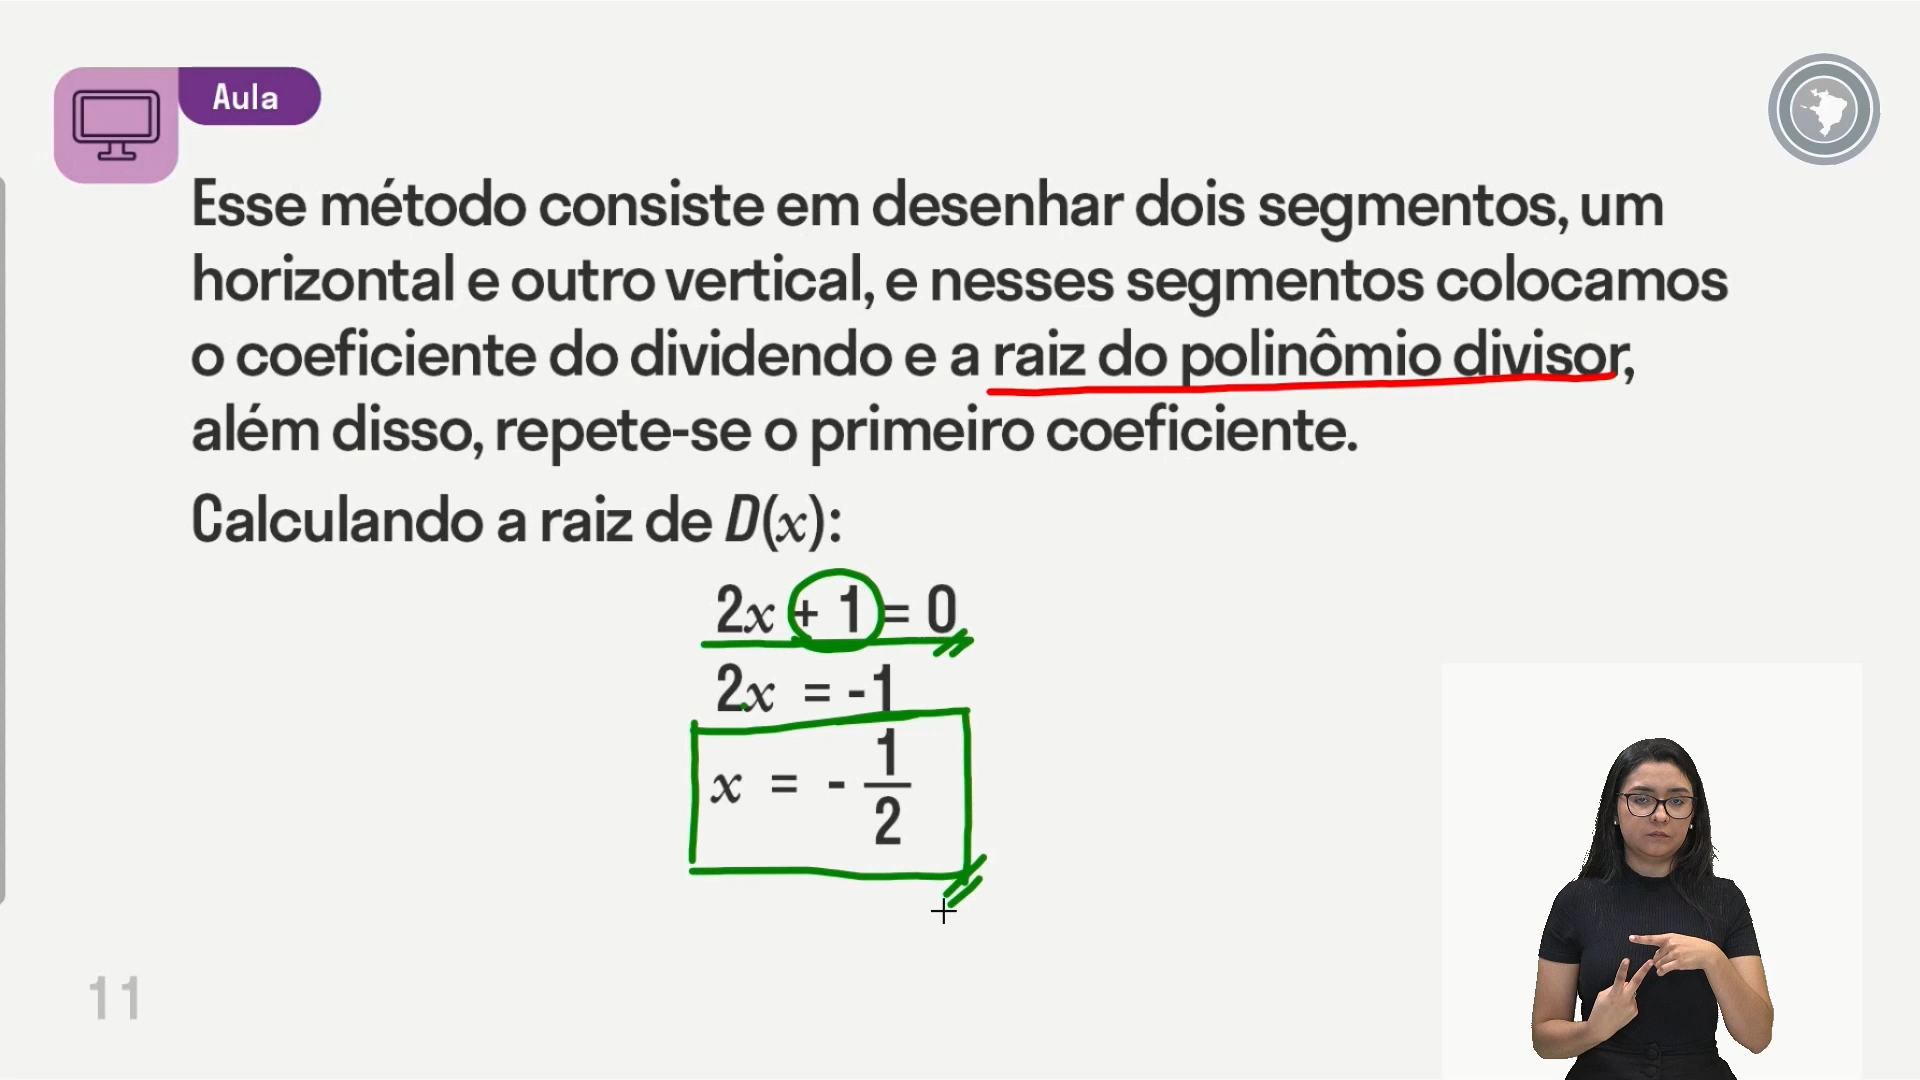 Aula
Esse método consiste em desenhar dois segmentos, um
horizontal e outro vertical, e nesses segmentos colocamos
o coeficiente do dividendo e a raiz do polinômio divisor,
além disso, repete-se o primeiro coeficiente.
Calculando a raiz de D(x):
2x + 1 = 0
2x = -1
x = - 1/2
11